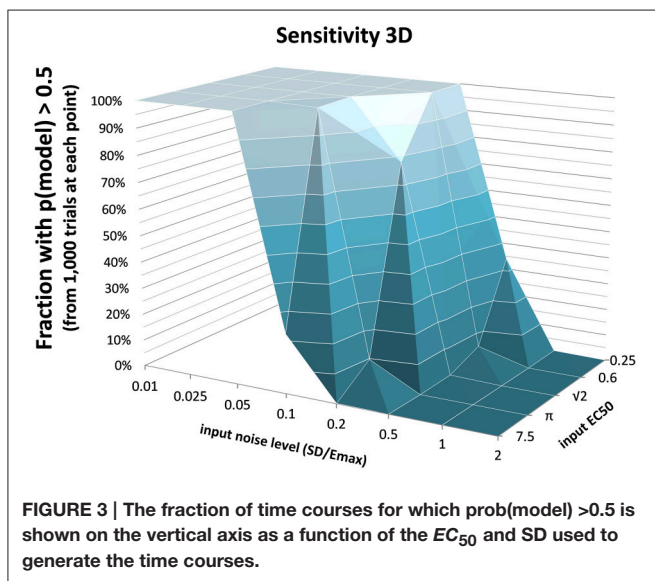 Sensitivity 3D
Fraction with p(model) > 0.5
(from 1,000 trials at each point)
100%
90%
80%
70%
60%
50%
40%
30%
20%
10%
0%
0.01
0.025
0.05
0.1
0.2
0.5
1
2
input noise level (SD/Emax)
7.5
π
√2
0.6
0.25
input EC50
FIGURE 3 | The fraction of time courses for which prob(model) >0.5 is
shown on the vertical axis as a function of the EC50 and SD used to
generate the time courses.